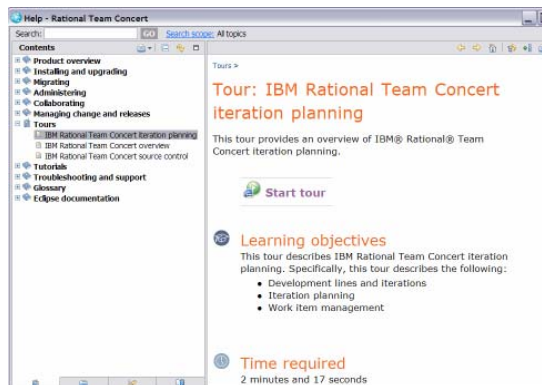 Help - Rational Team Concert
Search:
GO
Search scope: All topics
Contents
Product overview
Installing and upgrading
Migrating
Administering
Collaborating
Managing change and releases
Tours
IBM Rational Team Concert iteration planning
IBM Rational Team Concert overview
IBM Rational Team Concert source control
Tutorials
Troubleshooting and support
Glossary
Eclipse documentation
Tours >
Tour: IBM Rational Team Concert
iteration planning
This tour provides an overview of IBM® Rational® Team
Concert iteration planning.
Start tour
Learning objectives
This tour describes IBM Rational Team Concert iteration
planning. Specifically, this tour describes the following:
• Development lines and iterations
• Iteration planning
• Work item management
Time required
2 minutes and 17 seconds